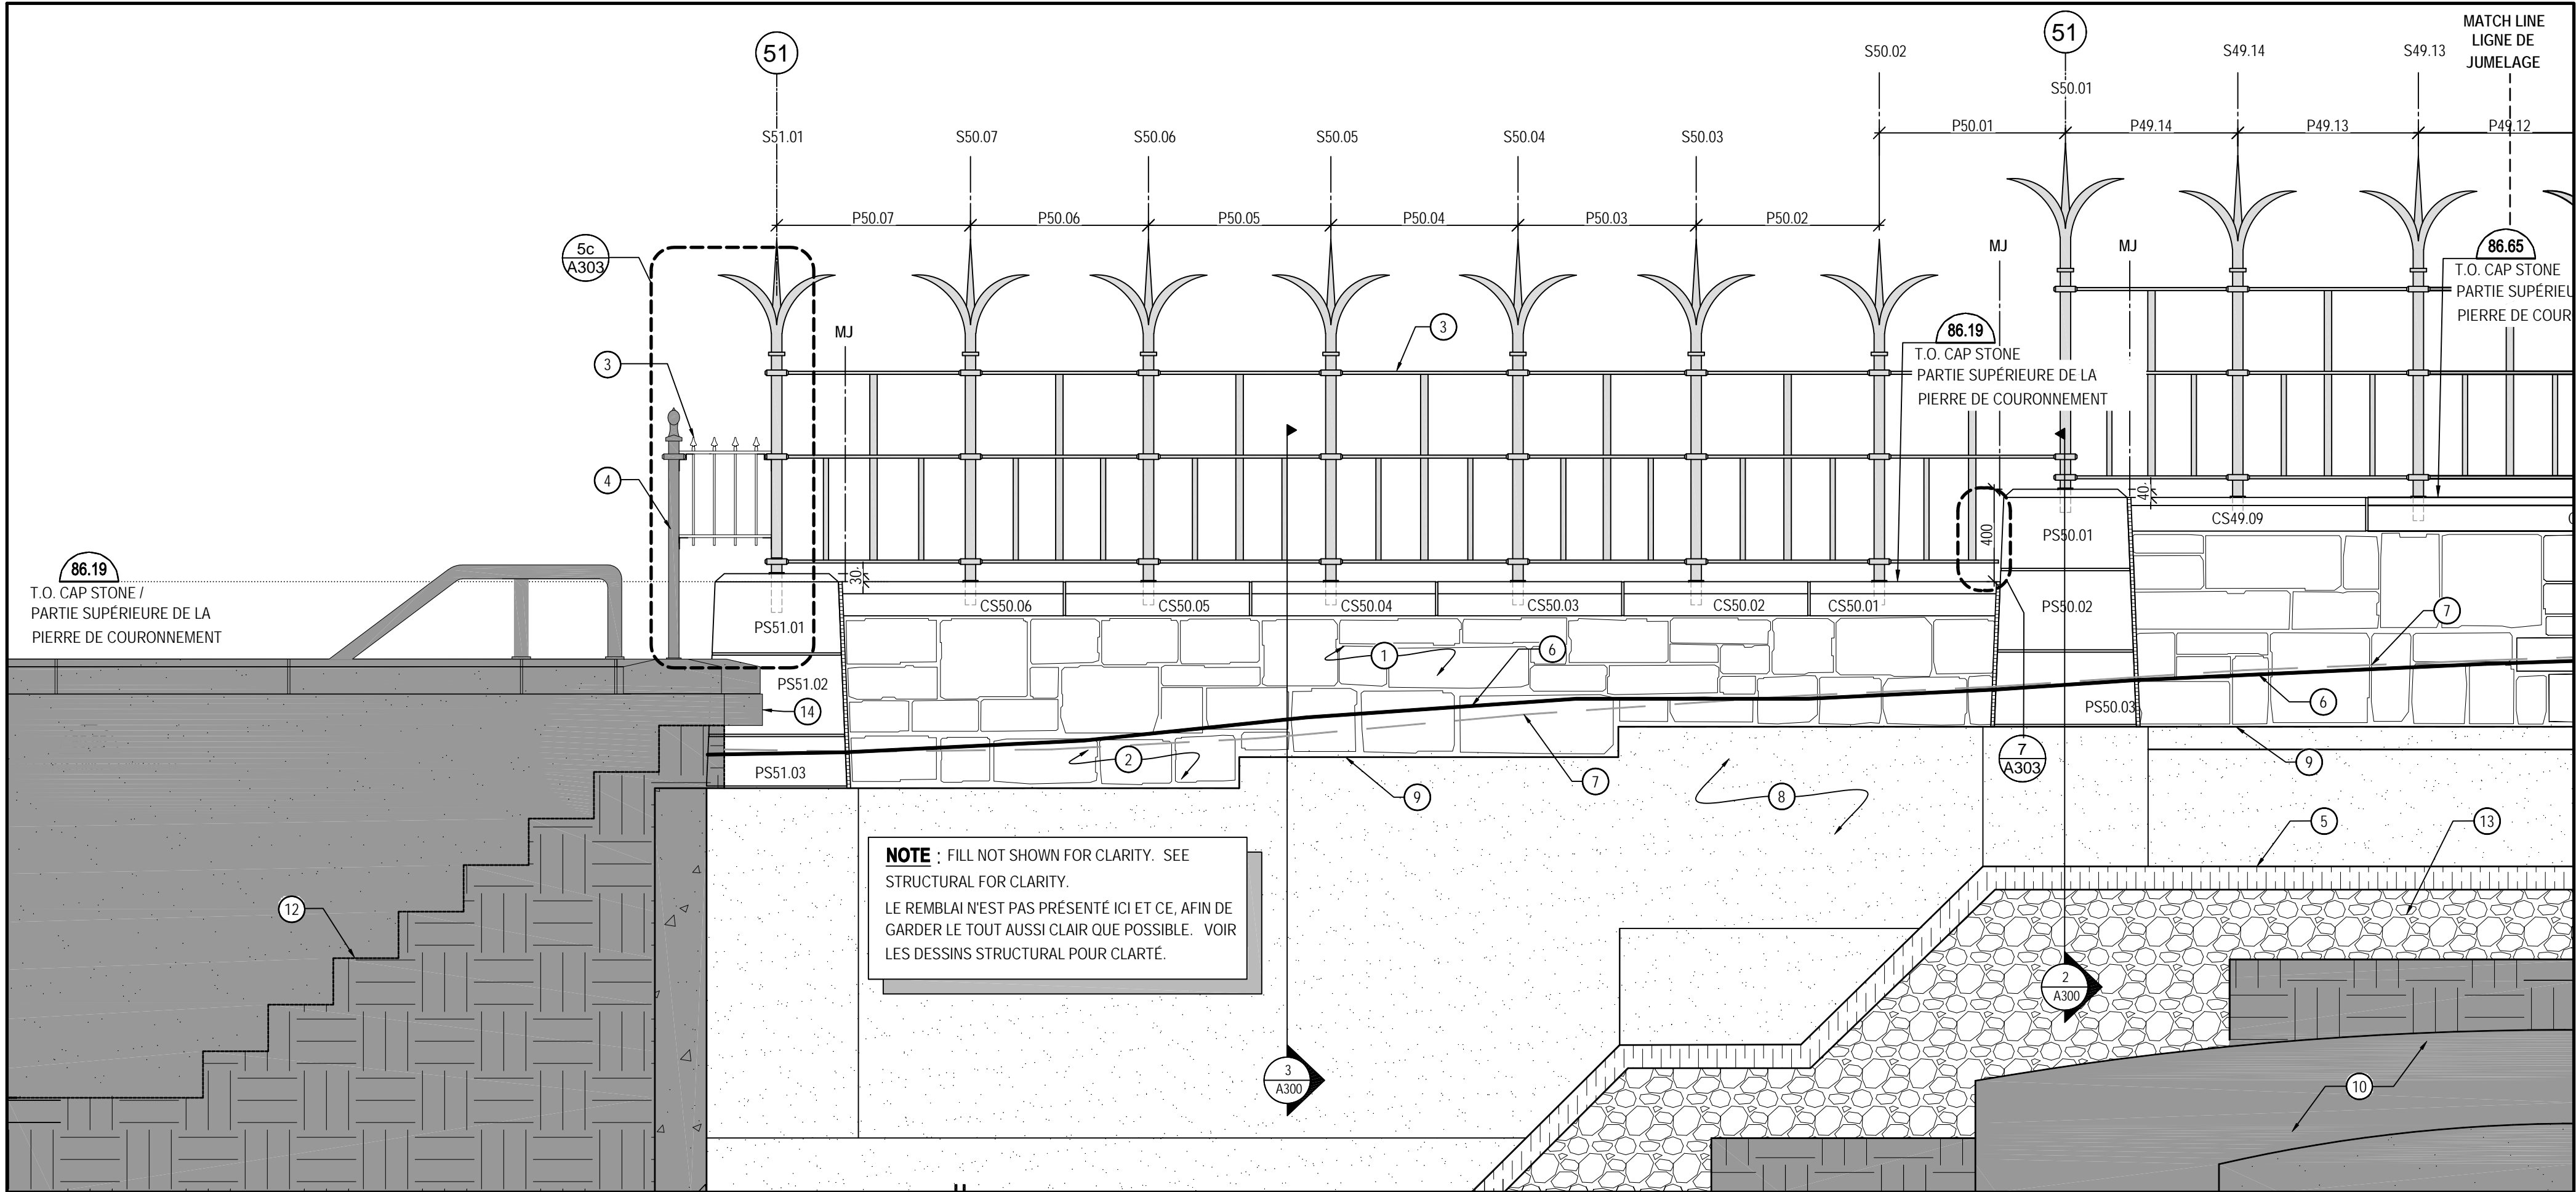 MATCH LINE
LIGNE DE
JUMELAGE
51
51
S50.02
S49.14
S49.13
S50.01
S51.01
S50.07
S50.06
S50.05
S50.04
S50.03
P50.01
P49.14
P49.13
P49.12
P50.07
P50.06
P50.05
P50.04
P50.03
P50.02
5c
A303
MJ
MJ
MJ
86.65
T.O. CAP STONE
PARTIE SUPÉRIEU
PIERRE DE COUR
86.19
T.O. CAP STONE
PARTIE SUPÉRIEURE DE LA
PIERRE DE COURONNEMENT
3
3
4
40
40
400
30
CS49.09
C
PS50.01
PS50.02
PS50.03
86.19
T.O. CAP STONE /
PARTIE SUPÉRIEURE DE LA
PIERRE DE COURONNEMENT
CS50.06
CS50.05
CS50.04
CS50.03
CS50.02
CS50.01
PS51.01
PS51.02
PS51.03
1
6
7
6
14
2
7
9
7
A303
9
8
5
13
NOTE : FILL NOT SHOWN FOR CLARITY. SEE
STRUCTURAL FOR CLARITY.
LE REMBLAI N'EST PAS PRÉSENTÉ ICI ET CE, AFIN DE
GARDER LE TOUT AUSSI CLAIR QUE POSSIBLE. VOIR
LES DESSINS STRUCTURAL POUR CLARTÉ.
12
2
A300
3
A300
10